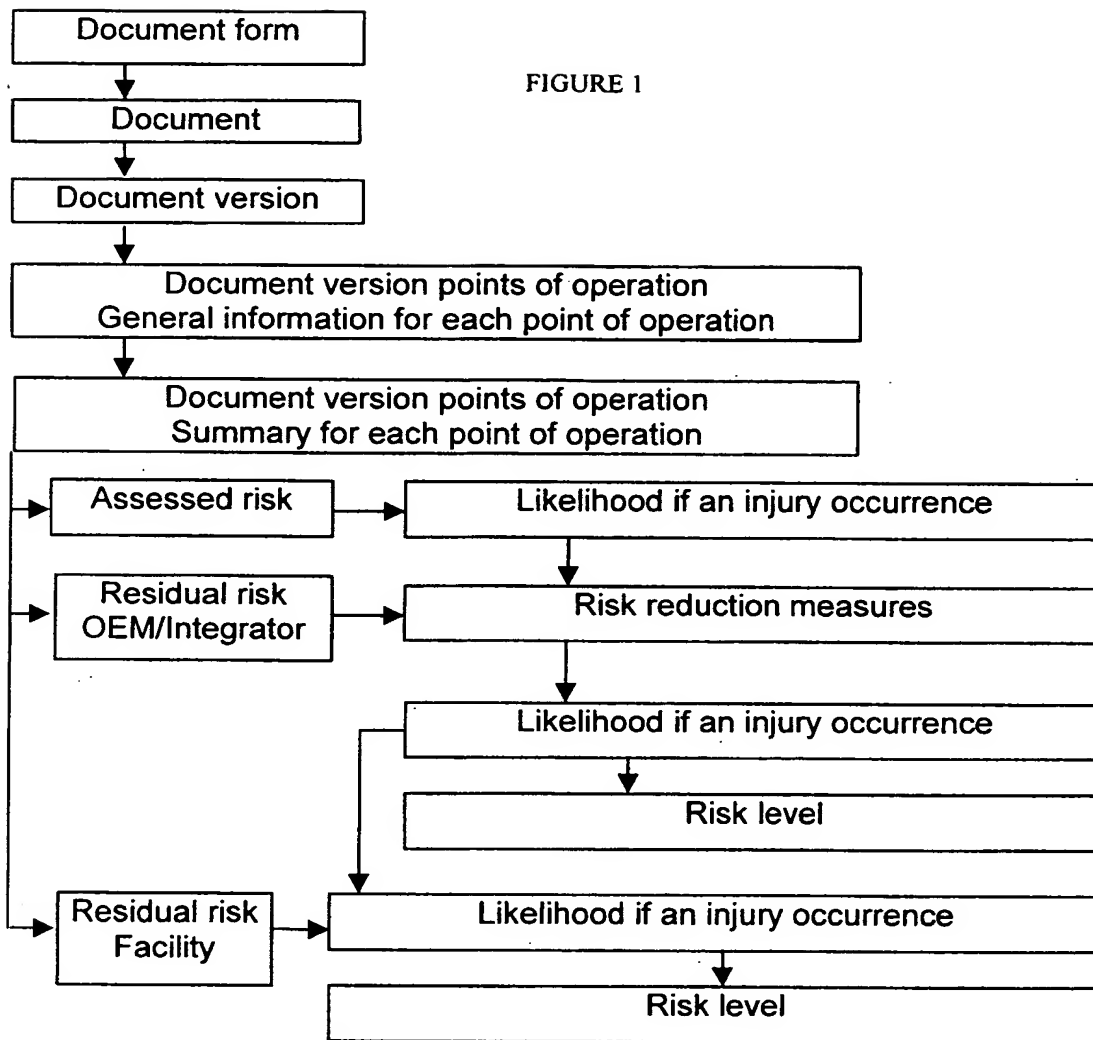 Document form
FIGURE 1
Document
Document version
Document version points of operation
General information for each point of operation
Document version points of operation
Summary for each point of operation
Assessed risk
Likelihood if an injury occurrence
Residual risk
OEM/Integrator
Risk reduction measures
Likelihood if an injury occurrence
Risk level
Residual risk
Facility
Likelihood if an injury occurrence
Risk level